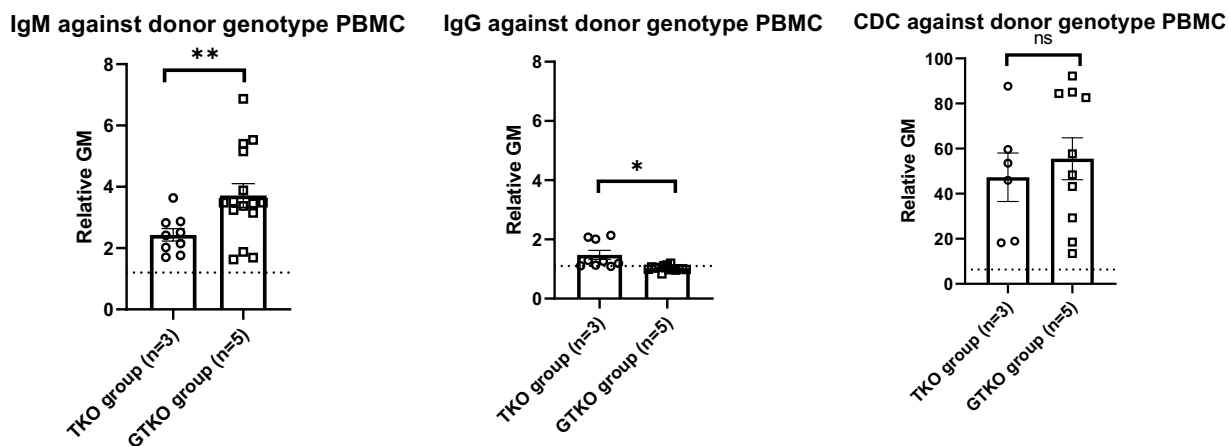 IgM against donor genotype PBMC
**
Relative GM
8
6
4
2
0
TKO group (n=3)
GTKO group (n=5)
IgG against donor genotype PBMC
*
Relative GM
8
6
4
2
0
TKO group (n=3)
GTKO group (n=5)
CDC against donor genotype PBMC
ns
Relative GM
100
80
60
40
20
0
TKO group (n=3)
GTKO group (n=5)